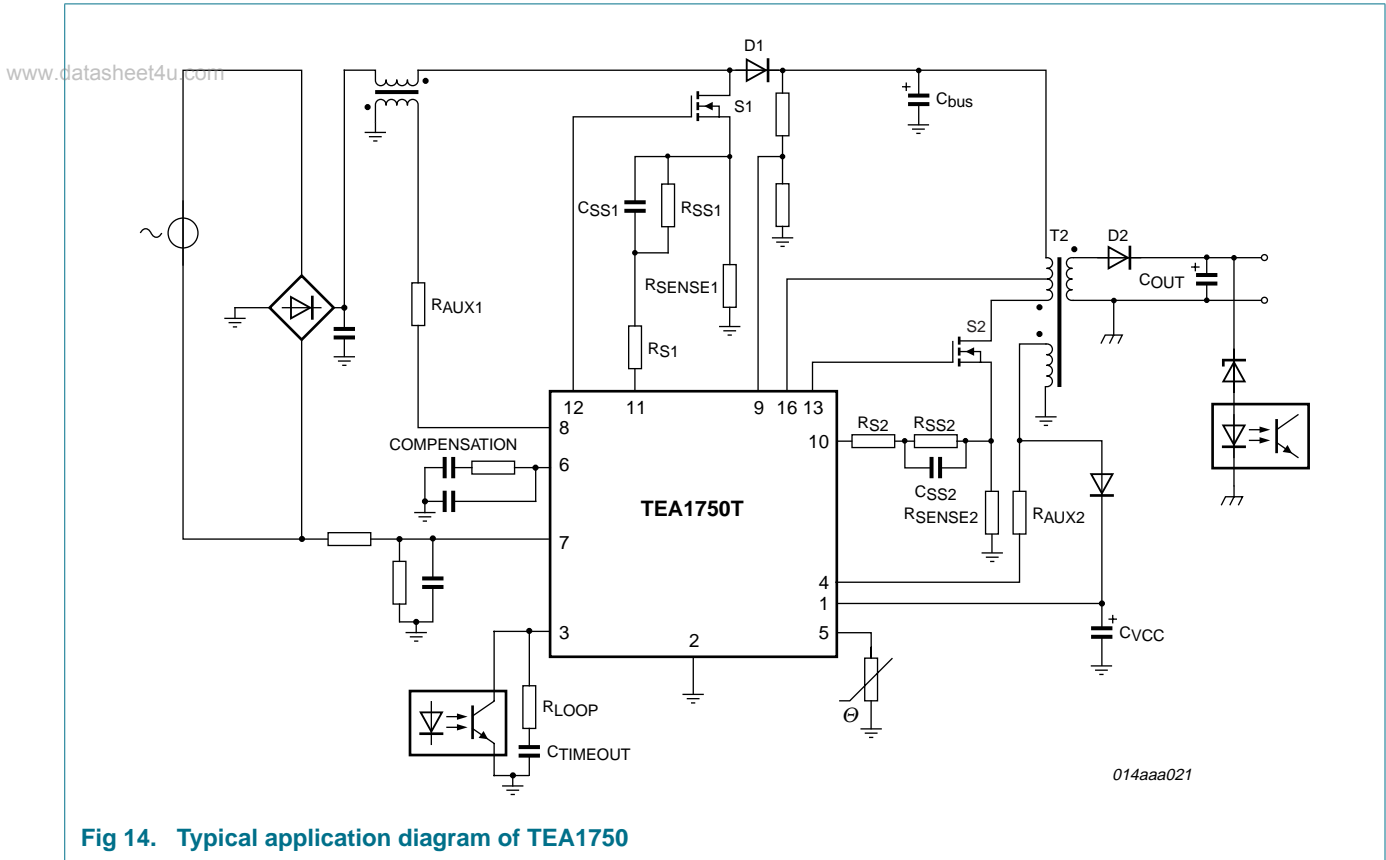 www.datasheet4u.com
D1
S1
Cbus
CSS1
RSS1
T2
D2
COUT
RSENSE1
RAUX1
S2
RS1
12
11
9
16
13
8
COMPENSATION
6
10
RS2
RSS2
CSS2
TEA1750T
RSENSE2
RAUX2
7
4
1
3
2
5
CVCC
RLOOP
CTIMEOUT
Θ
014aaa021
Fig 14. Typical application diagram of TEA1750